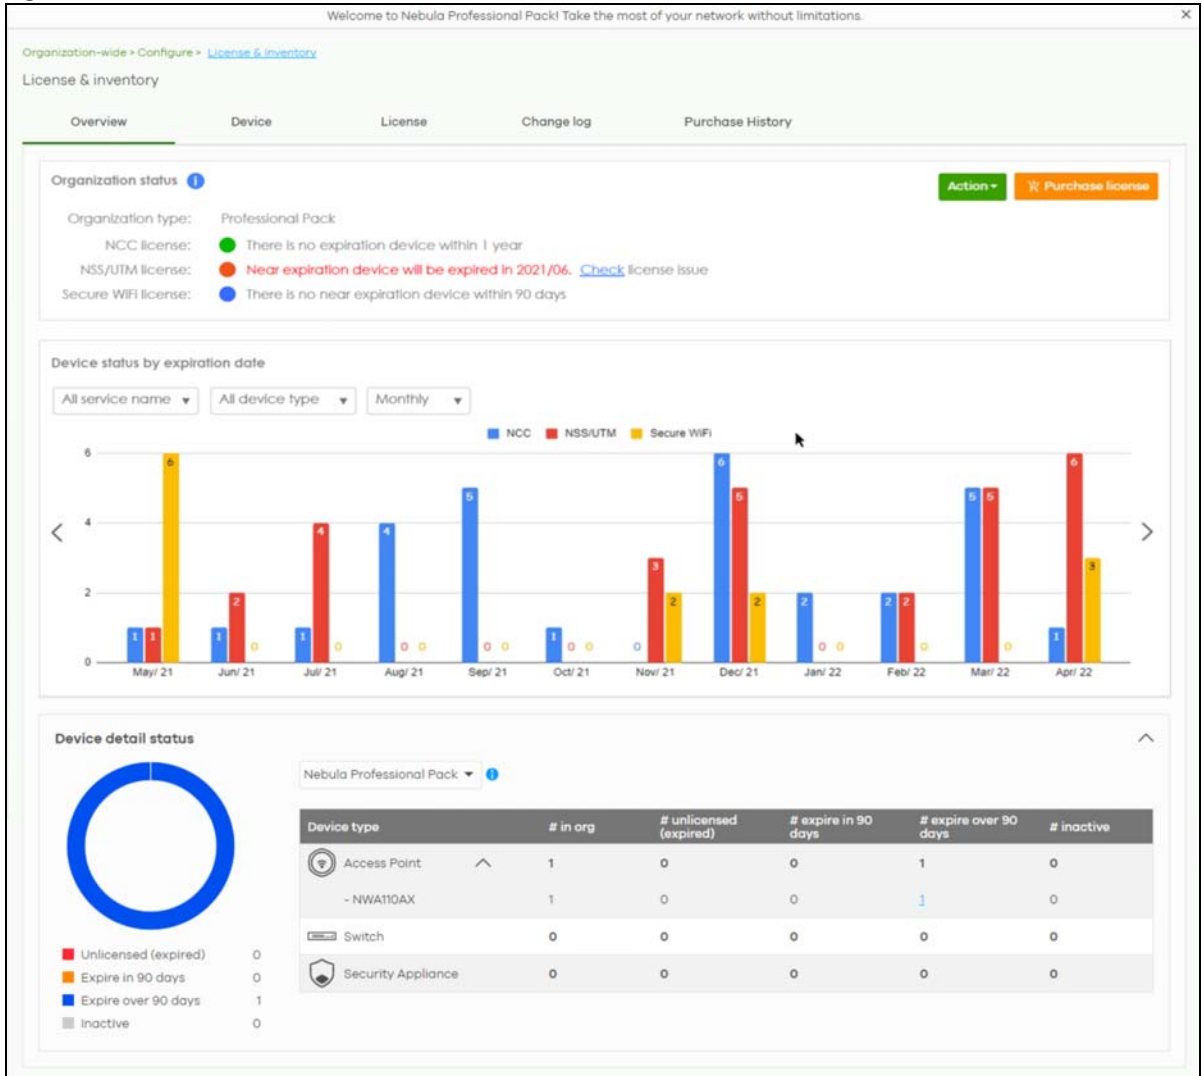 Welcome to Nebula Professional Pack! Take the most of your network without limitations.
Organization-wide > Configure > License & inventory
License & inventory
Overview Device License Change log Purchase History
Organization status Action Purchase license
Organization type: Professional Pack
NCC license: There is no expiration device within 1 year
NSS/UTM license: Near expiration device will be expired in 2021/06. Check license issue
Secure WiFi license: There is no near expiration device within 90 days
Device status by expiration date
All service name All device type Monthly
NCC NSS/UTM Secure WiFi
6 6 6 6
5 5 5 5
4 4 4
3 3
2 2 2 2 2 2 2
1 1 1 0 1 0 0 0 0 0 1 0 0 0 0 0 0 0 1
0
May/ 21 Jun/ 21 Jul/ 21 Aug/ 21 Sep/ 21 Oct/ 21 Nov/ 21 Dec/ 21 Jan/ 22 Feb/ 22 Mar/ 22 Apr/ 22
Device detail status
Nebula Professional Pack
Device type # in org # unlicensed (expired) # expire in 90 days # expire over 90 days # inactive
Access Point 1 0 0 1 0
- NWA110AX 1 0 0 1 0
Switch 0 0 0 0 0
Security Appliance 0 0 0 0 0
Unlicensed (expired) 0
Expire in 90 days 0
Expire over 90 days 1
Inactive 0